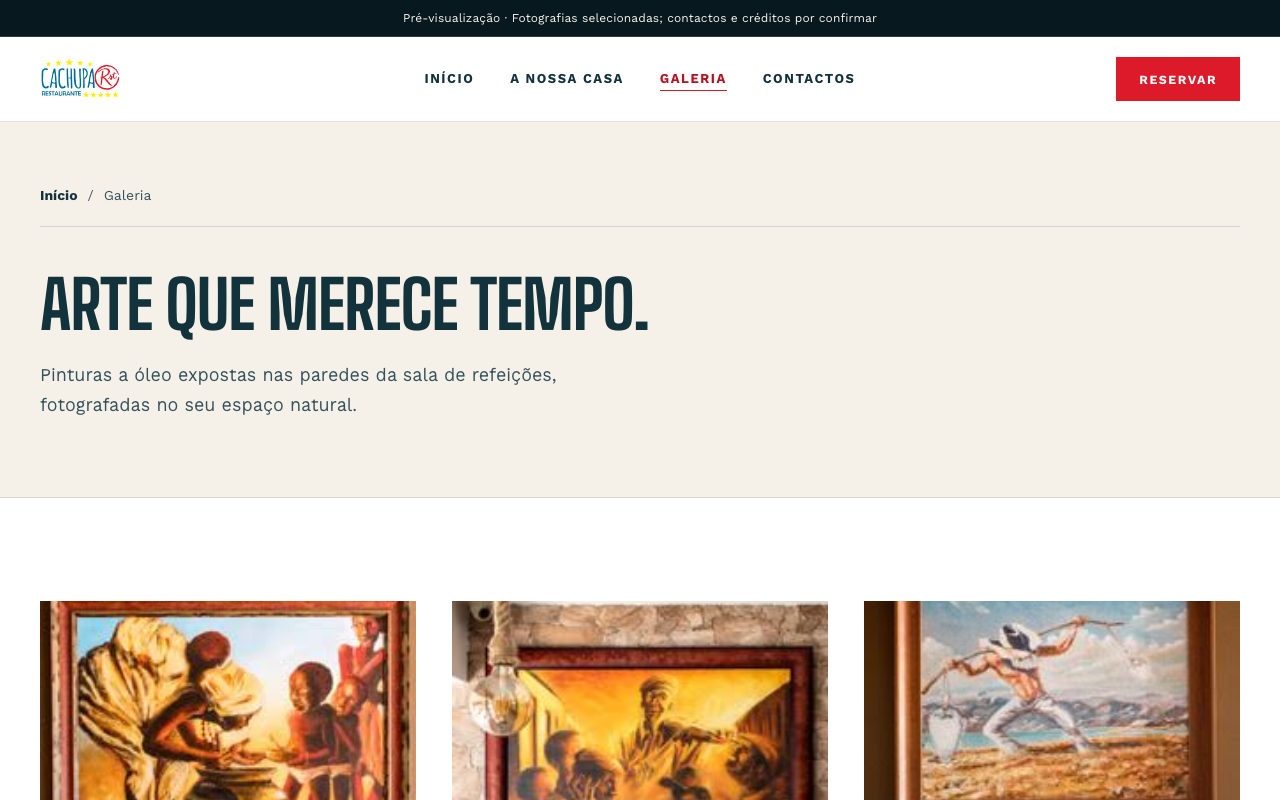 Pré-visualização · Fotografias selecionadas; contactos e créditos por confirmar
CACHUPA Rst
RESTAURANTE
INÍCIO
A NOSSA CASA
GALERIA
CONTACTOS
RESERVAR
Início / Galeria
ARTE QUE MERECE TEMPO.
Pinturas a óleo expostas nas paredes da sala de refeições,
fotografadas no seu espaço natural.